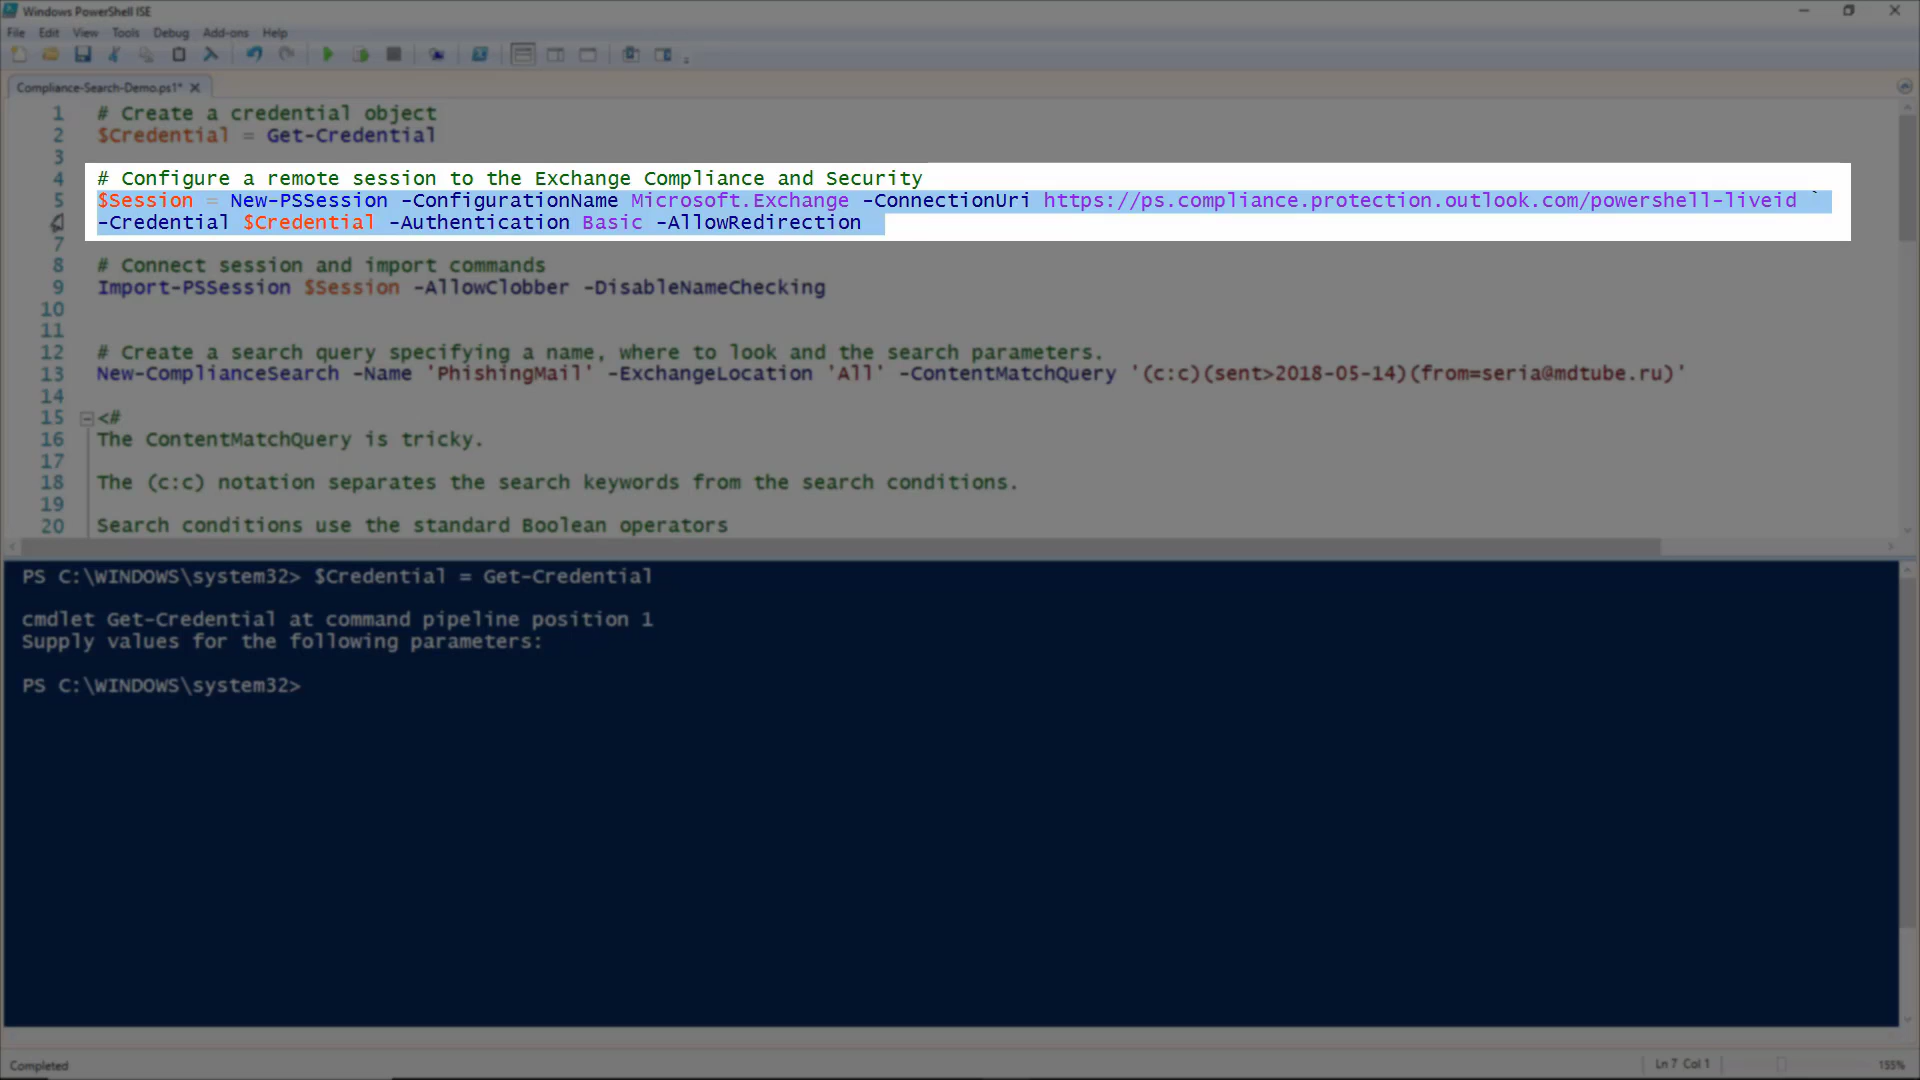 Windows PowerShell ISE
File Edit View Tools Debug Add-ons Help
Compliance-Search-Demo.ps1* X
1 # Create a credential object
2 $Credential = Get-Credential
3
4 # Configure a remote session to the Exchange Compliance and Security
5 $Session = New-PSSession -ConfigurationName Microsoft.Exchange -ConnectionUri https://ps.compliance.protection.outlook.com/powershell-liveid `
-Credential $Credential -Authentication Basic -AllowRedirection
7
8 # Connect session and import commands
9 Import-PSSession $Session -AllowClobber -DisableNameChecking
10
11
12 # Create a search query specifying a name, where to look and the search parameters.
13 New-ComplianceSearch -Name 'PhishingMail' -ExchangeLocation 'All' -ContentMatchQuery '(c:c)(sent>2018-05-14)(from=seria@mdtube.ru)'
14
15 <#
16 The ContentMatchQuery is tricky.
17
18 The (c:c) notation separates the search keywords from the search conditions.
19
20 Search conditions use the standard Boolean operators
PS C:\WINDOWS\system32> $Credential = Get-Credential
cmdlet Get-Credential at command pipeline position 1
Supply values for the following parameters:
PS C:\WINDOWS\system32>
Completed
Ln 7 Col 1
155%